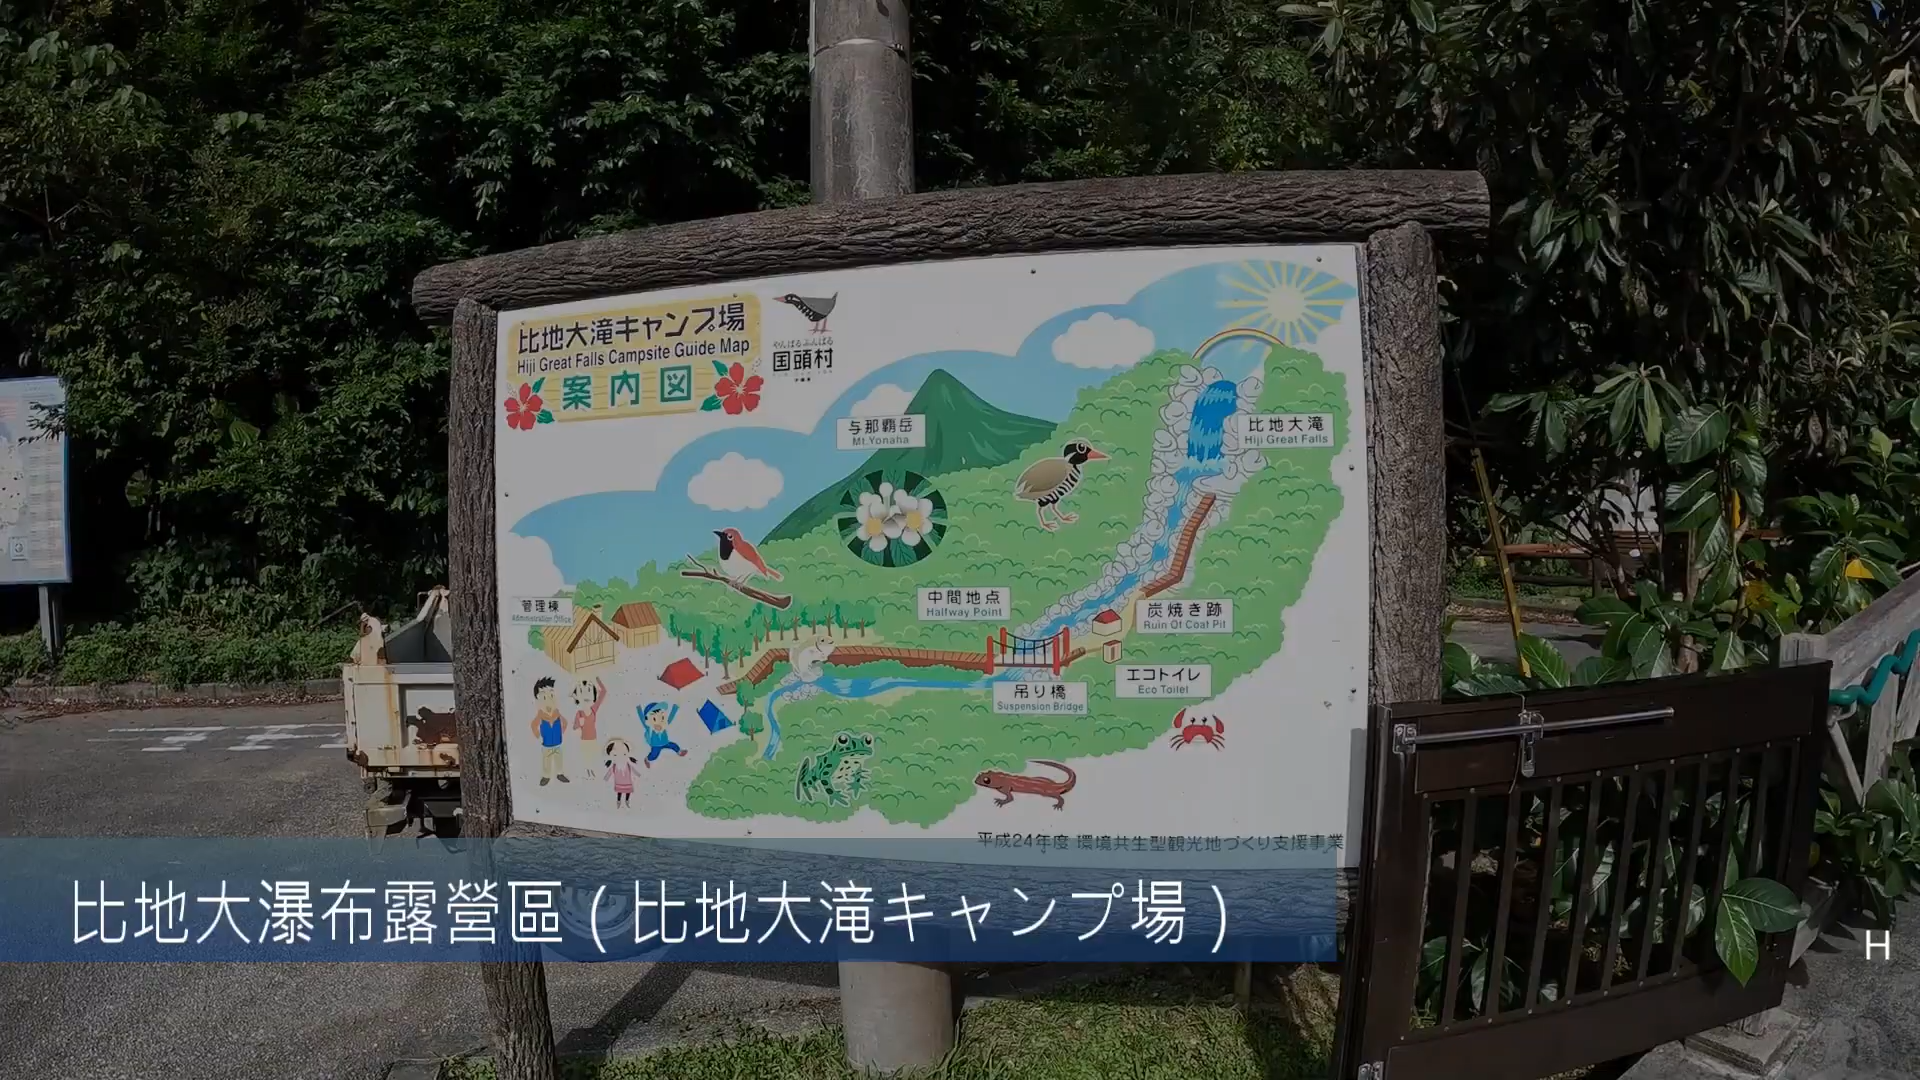 比地大滝キャンプ場
Hiji Great Falls Campsite Guide Map
案内図
やんばるふんばる
国頭村
与那覇岳
Mt.Yonaha
比地大滝
Hiji Great Falls
管理棟
Administration Office
中間地点
Halfway Point
炭焼き跡
Ruin Of Coat Pit
エコトイレ
Eco Toilet
吊り橋
Suspension Bridge
平成24年度 環境共生型観光地づくり支援事業
比地大瀑布露營區(比地大滝キャンプ場)
H